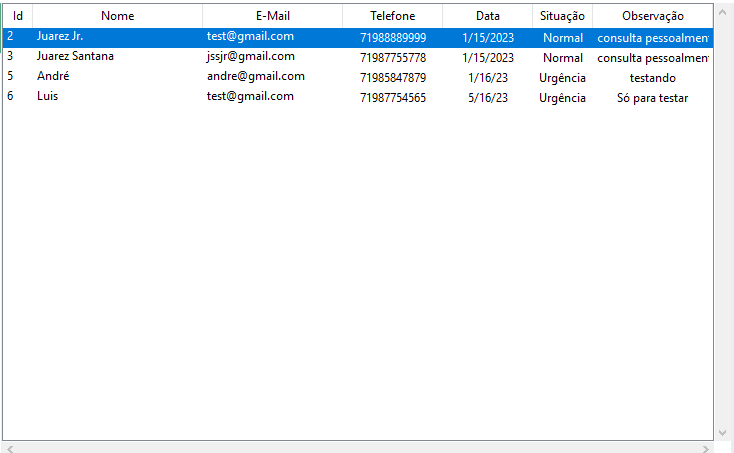 Id Nome E-Mail Telefone Data Situação Observação
2 Juarez Jr. test@gmail.com 71988889999 1/15/2023 Normal consulta pessoalmen
3 Juarez Santana jssjr@gmail.com 71987755778 1/15/2023 Normal consulta pessoalmen
5 André andre@gmail.com 71985847879 1/16/23 Urgência testando
6 Luis test@gmail.com 71987754565 5/16/23 Urgência Só para testar